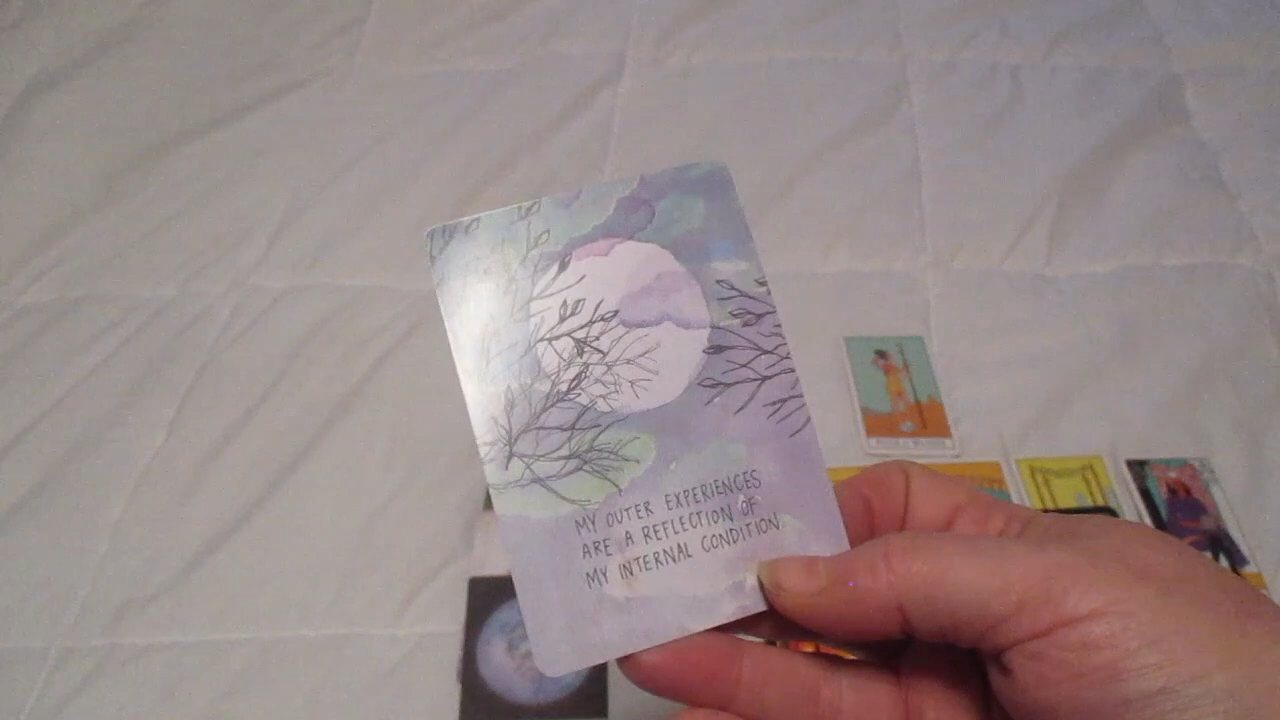 MY OUTER EXPERIENCES
ARE A REFLECTION OF
MY INTERNAL CONDITION.